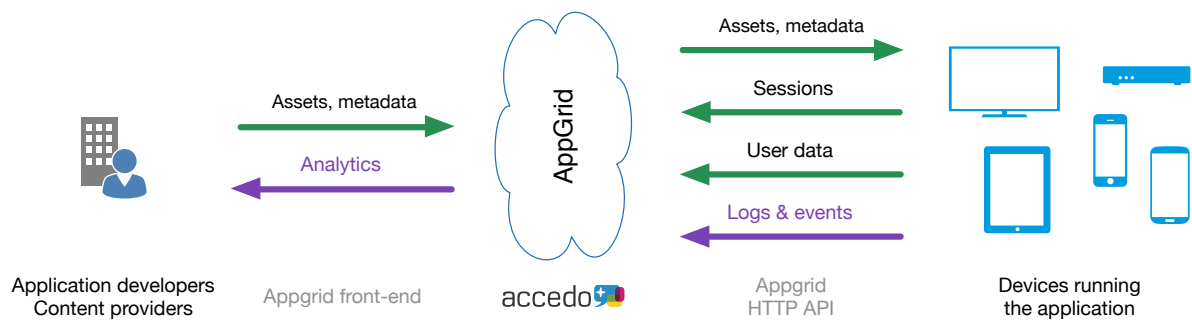 Assets, metadata
Analytics
AppGrid
Assets, metadata
Sessions
User data
Logs & events
Application developers
Content providers
Appgrid front-end
accedo
Appgrid
HTTP API
Devices running
the application